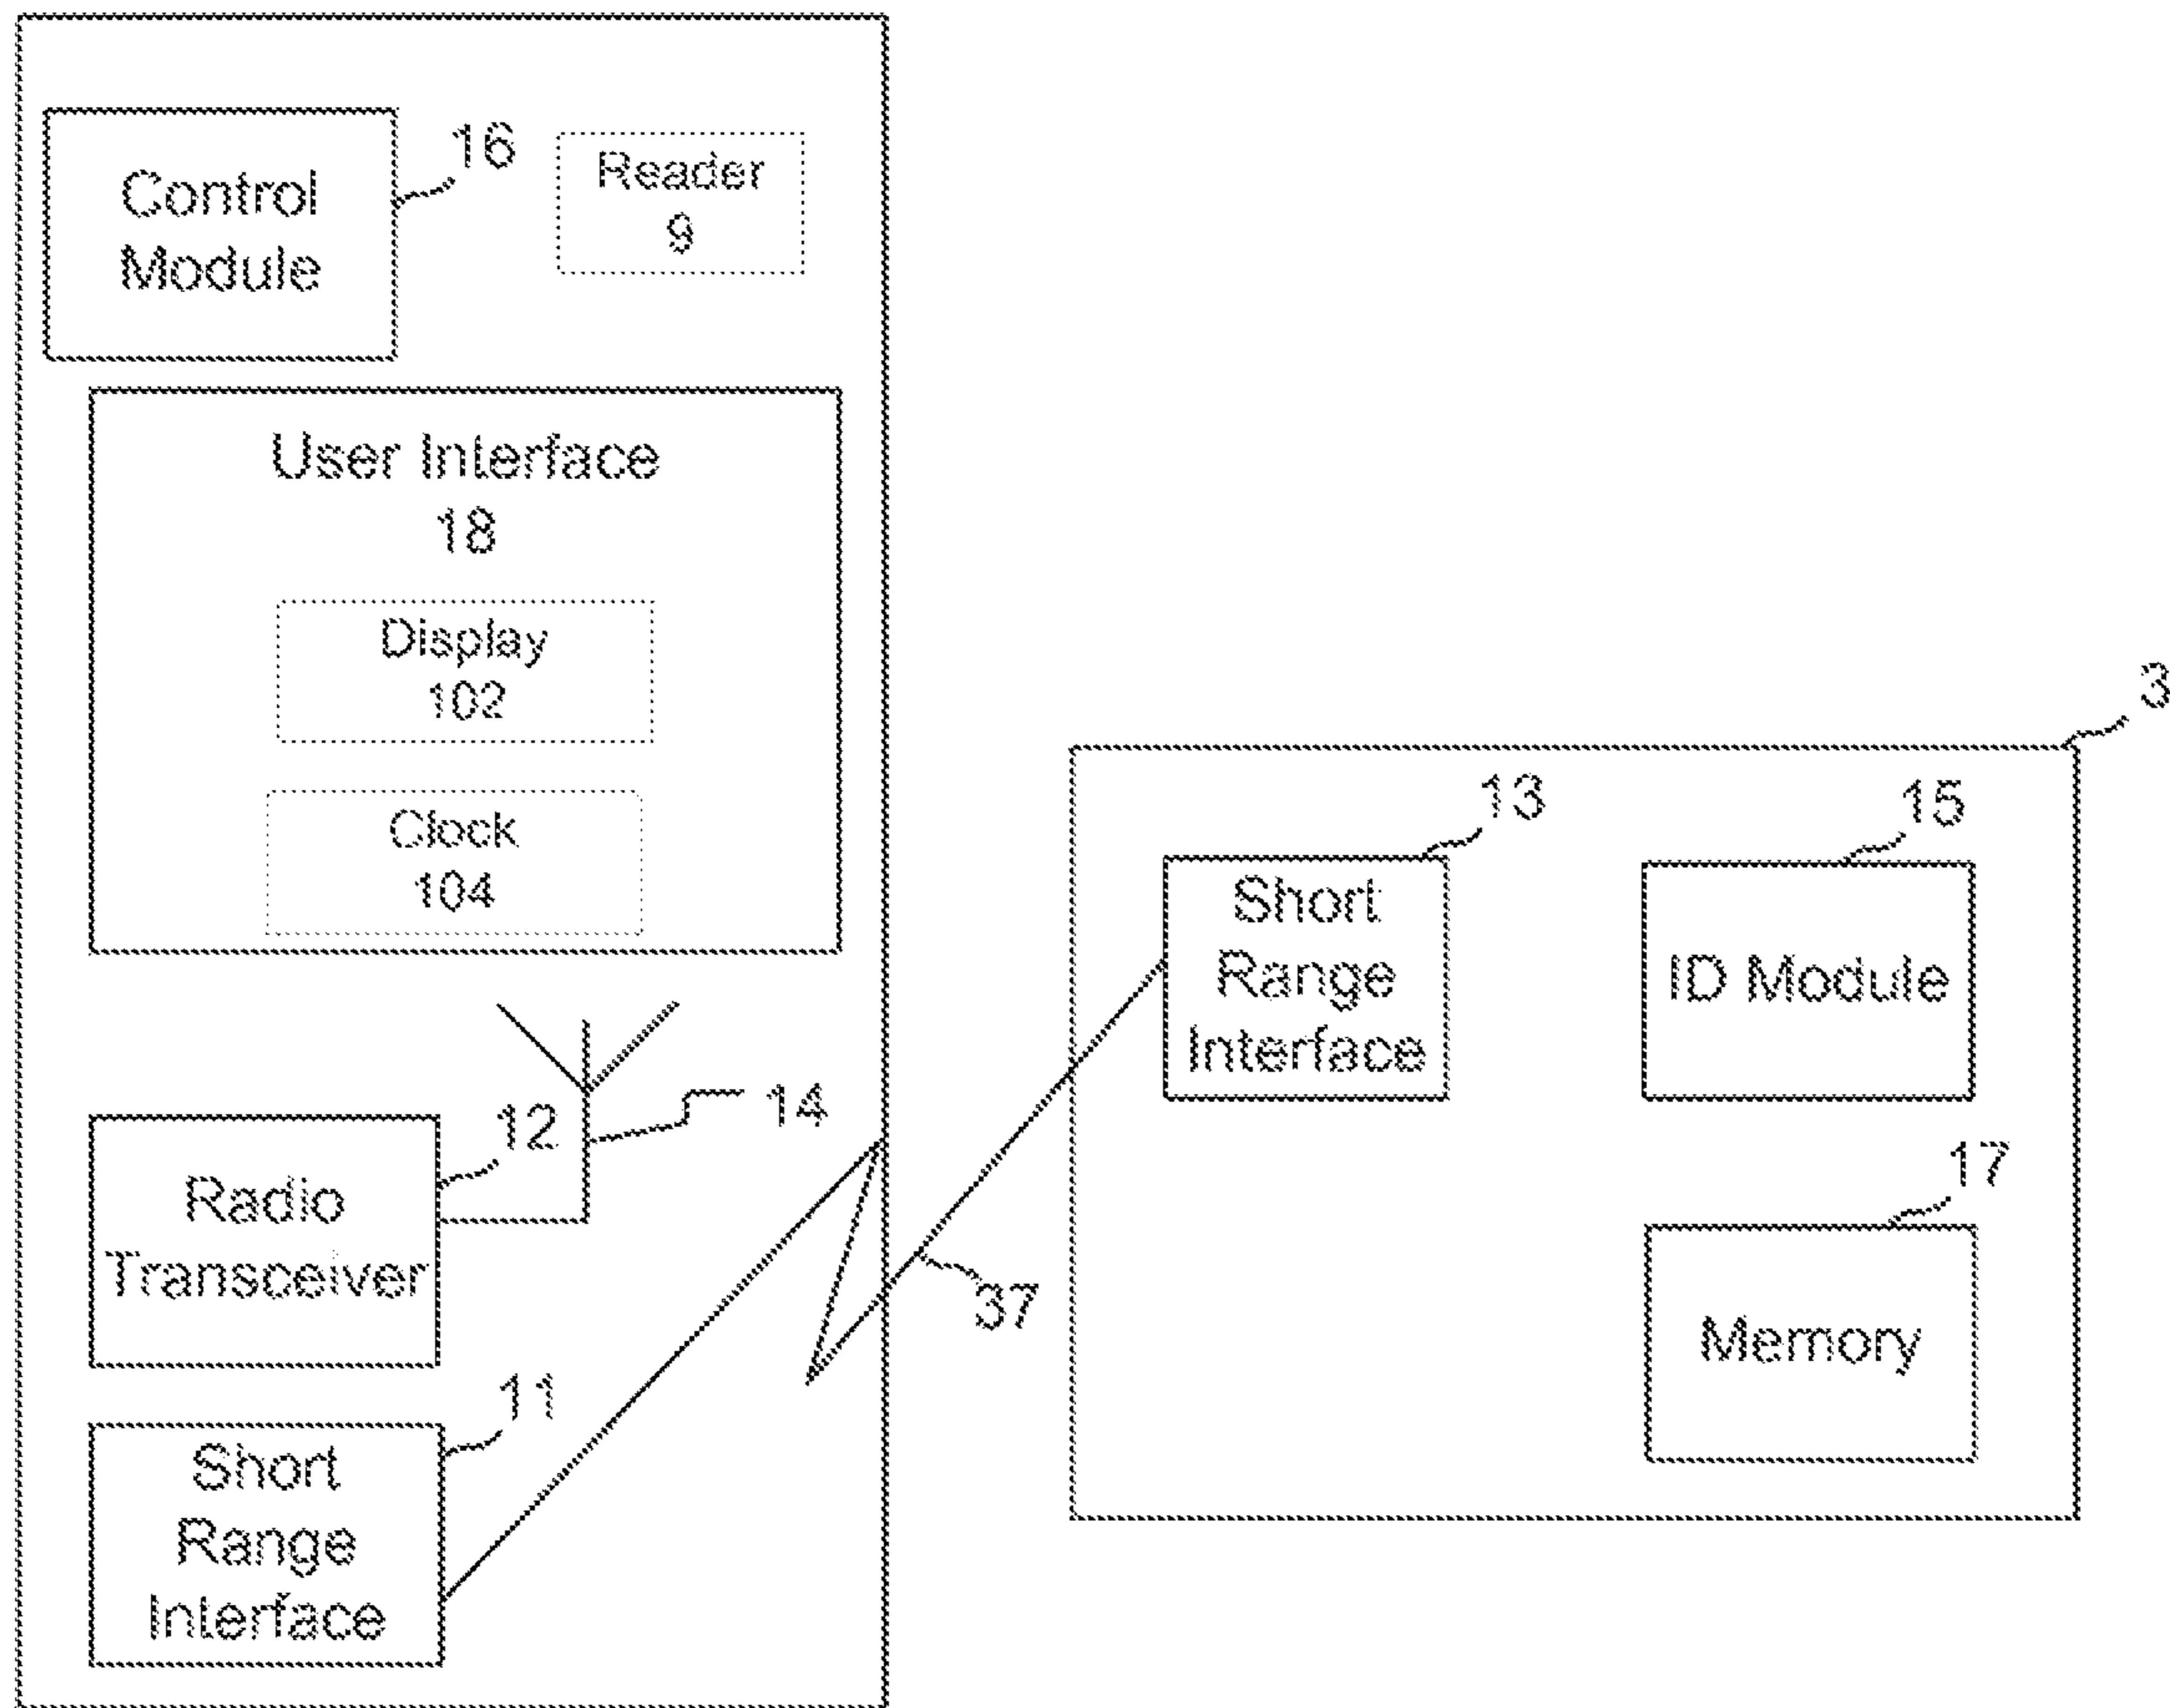 Control
Module
16
Reader
9
User Interface
18
Display
102
Clock
104
12
14
Radio
Transceiver
11
Short
Range
Interface
37
3
13
Short
Range
Interface
15
ID Module
17
Memory